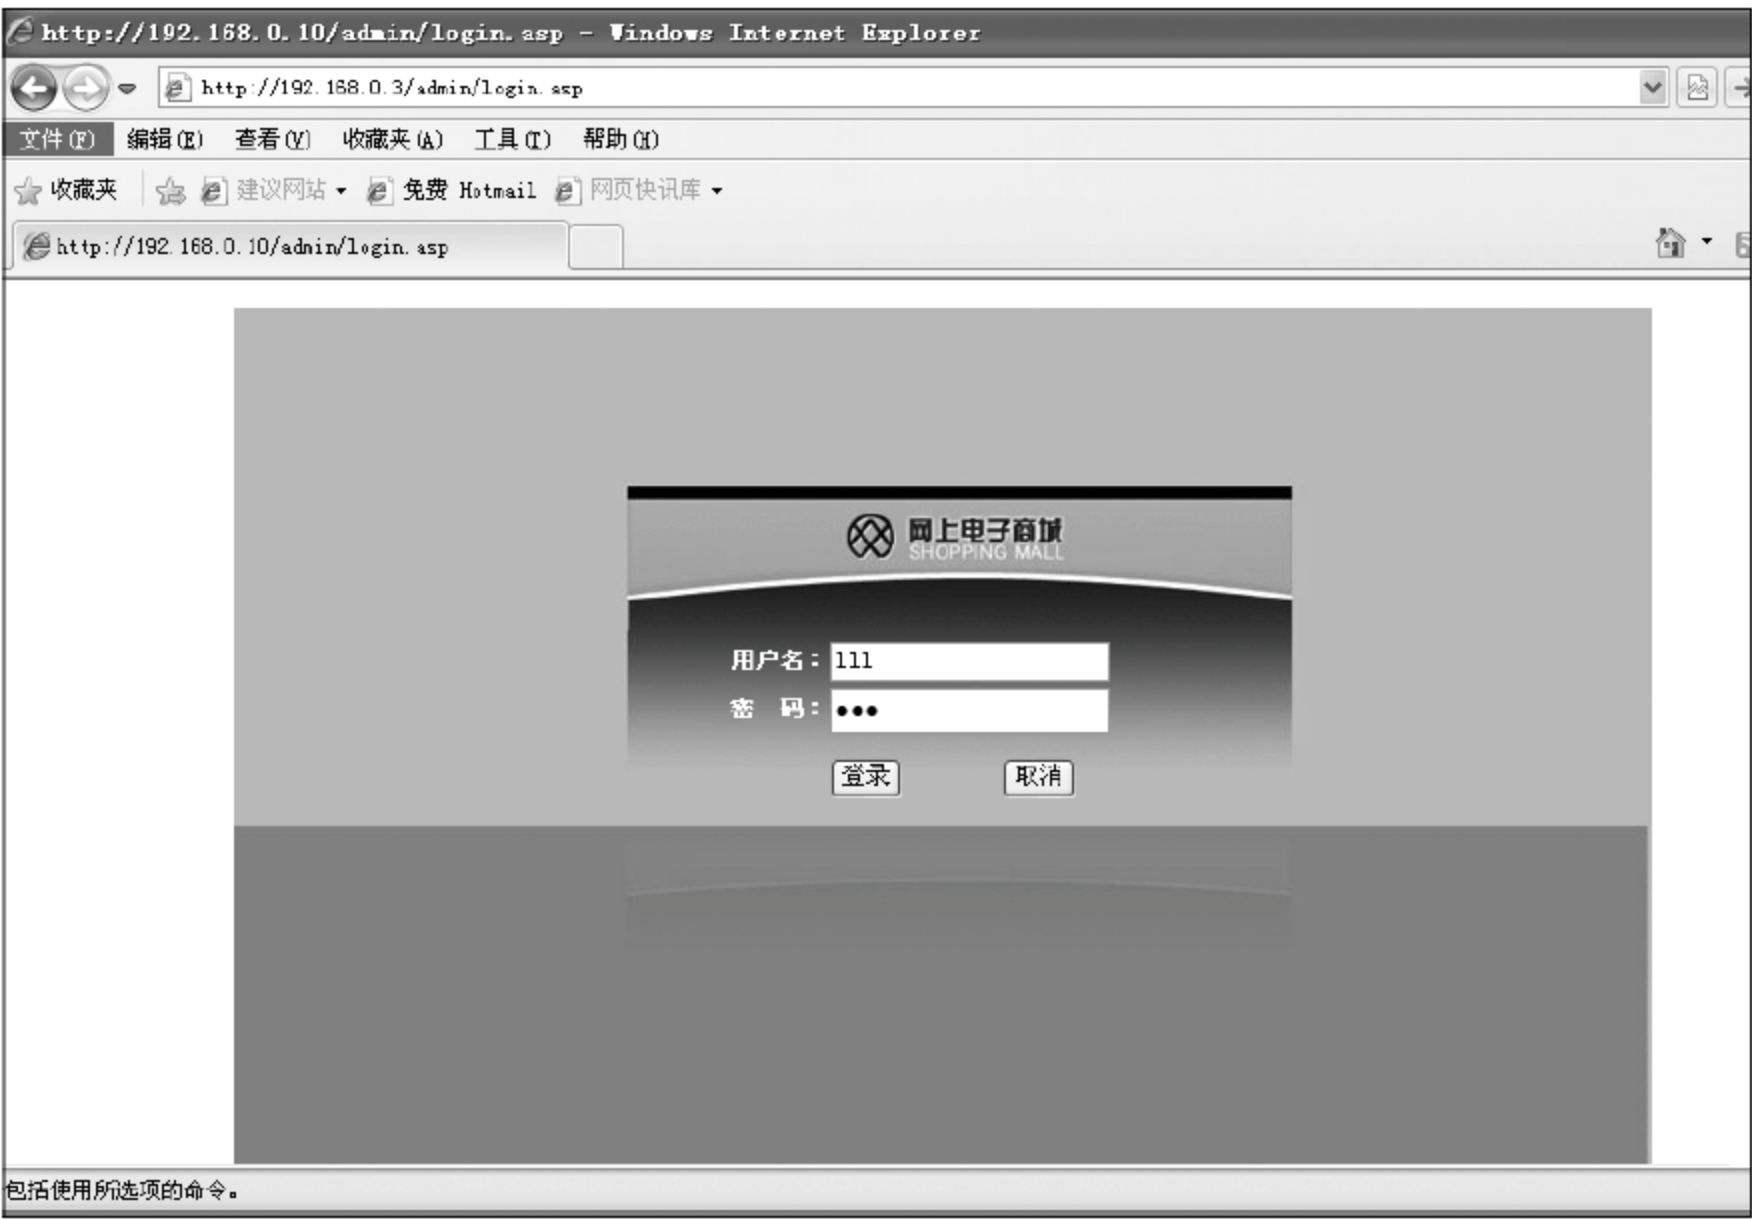 http://192.168.0.10/admin/login.asp - Windows Internet Explorer
http://192.168.0.3/admin/login.asp
文件(F) 编辑(E) 查看(V) 收藏夹(A) 工具(T) 帮助(H)
收藏夹 建议网站 免费 Hotmail 网页快讯库
http://192.168.0.10/admin/login.asp
网上电子商城
SHOPPING MALL
用户名：111
密 码：●●●
登录 取消
包括使用所选项的命令。